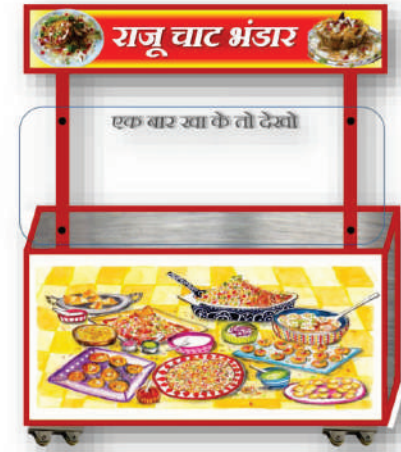 राजू चाट भंडार
एक बार खा के तो देखो